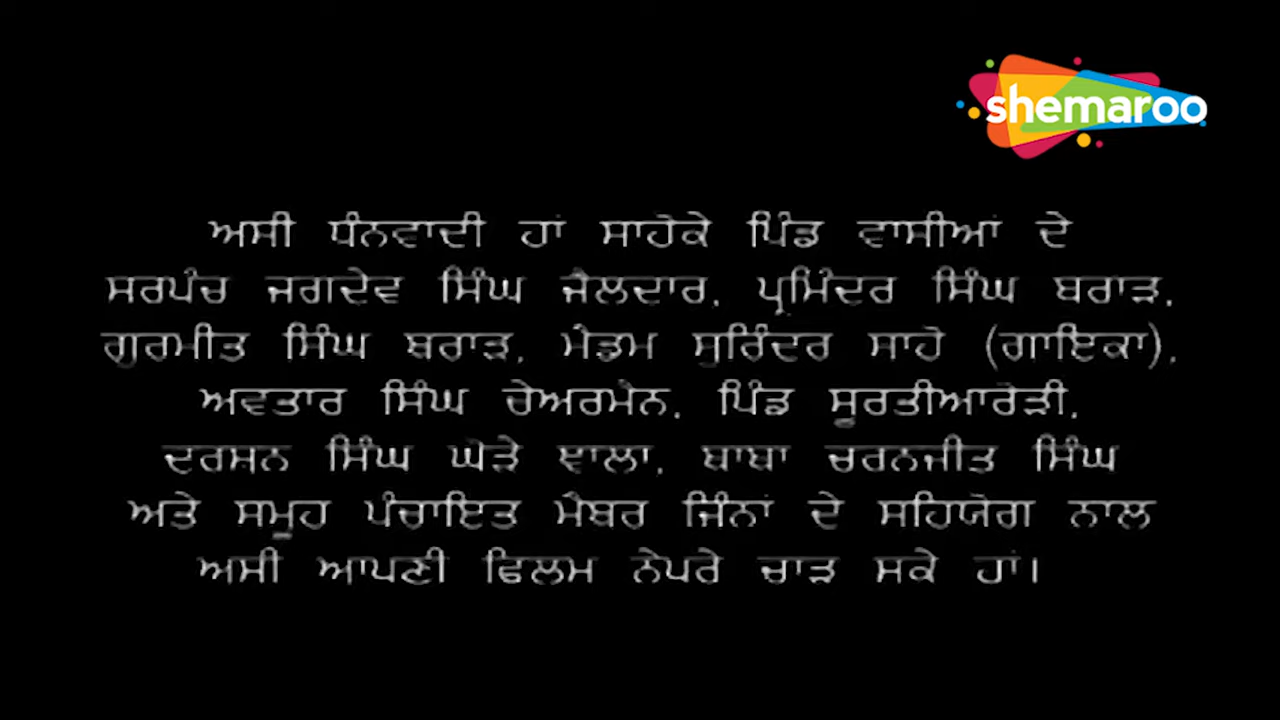 shemaroo
ਅਸੀ ਧੰਨਵਾਦੀ ਹਾਂ ਸਾਹੋਕੇ ਪਿੰਡ ਵਾਸੀਆਂ ਦੇ
ਸਰਪੰਚ ਜਗਦੇਵ ਸਿੰਘ ਜੈਲਦਾਰ, ਪ੍ਰਮਿੰਦਰ ਸਿੰਘ ਬਰਾੜ,
ਗੁਰਮੀਤ ਸਿੰਘ ਬਰਾੜ, ਮੈਡਮ ਸੁਰਿੰਦਰ ਸਾਹੋ (ਗਾਇਕਾ),
ਅਵਤਾਰ ਸਿੰਘ ਚੇਅਰਮੈਨ, ਪਿੰਡ ਸੂਰਤੀਆਰੋੜੀ,
ਦਰਸ਼ਨ ਸਿੰਘ ਘੋੜੇ ਵਾਲਾ, ਬਾਬਾ ਚਰਨਜੀਤ ਸਿੰਘ
ਅਤੇ ਸਮੂਹ ਪੰਚਾਇਤ ਮੈਂਬਰ ਜਿੰਨਾਂ ਦੇ ਸਹਿਯੋਗ ਨਾਲ
ਅਸੀ ਆਪਣੀ ਫਿਲਮ ਨੇਪਰੇ ਚਾੜ ਸਕੇ ਹਾਂ।